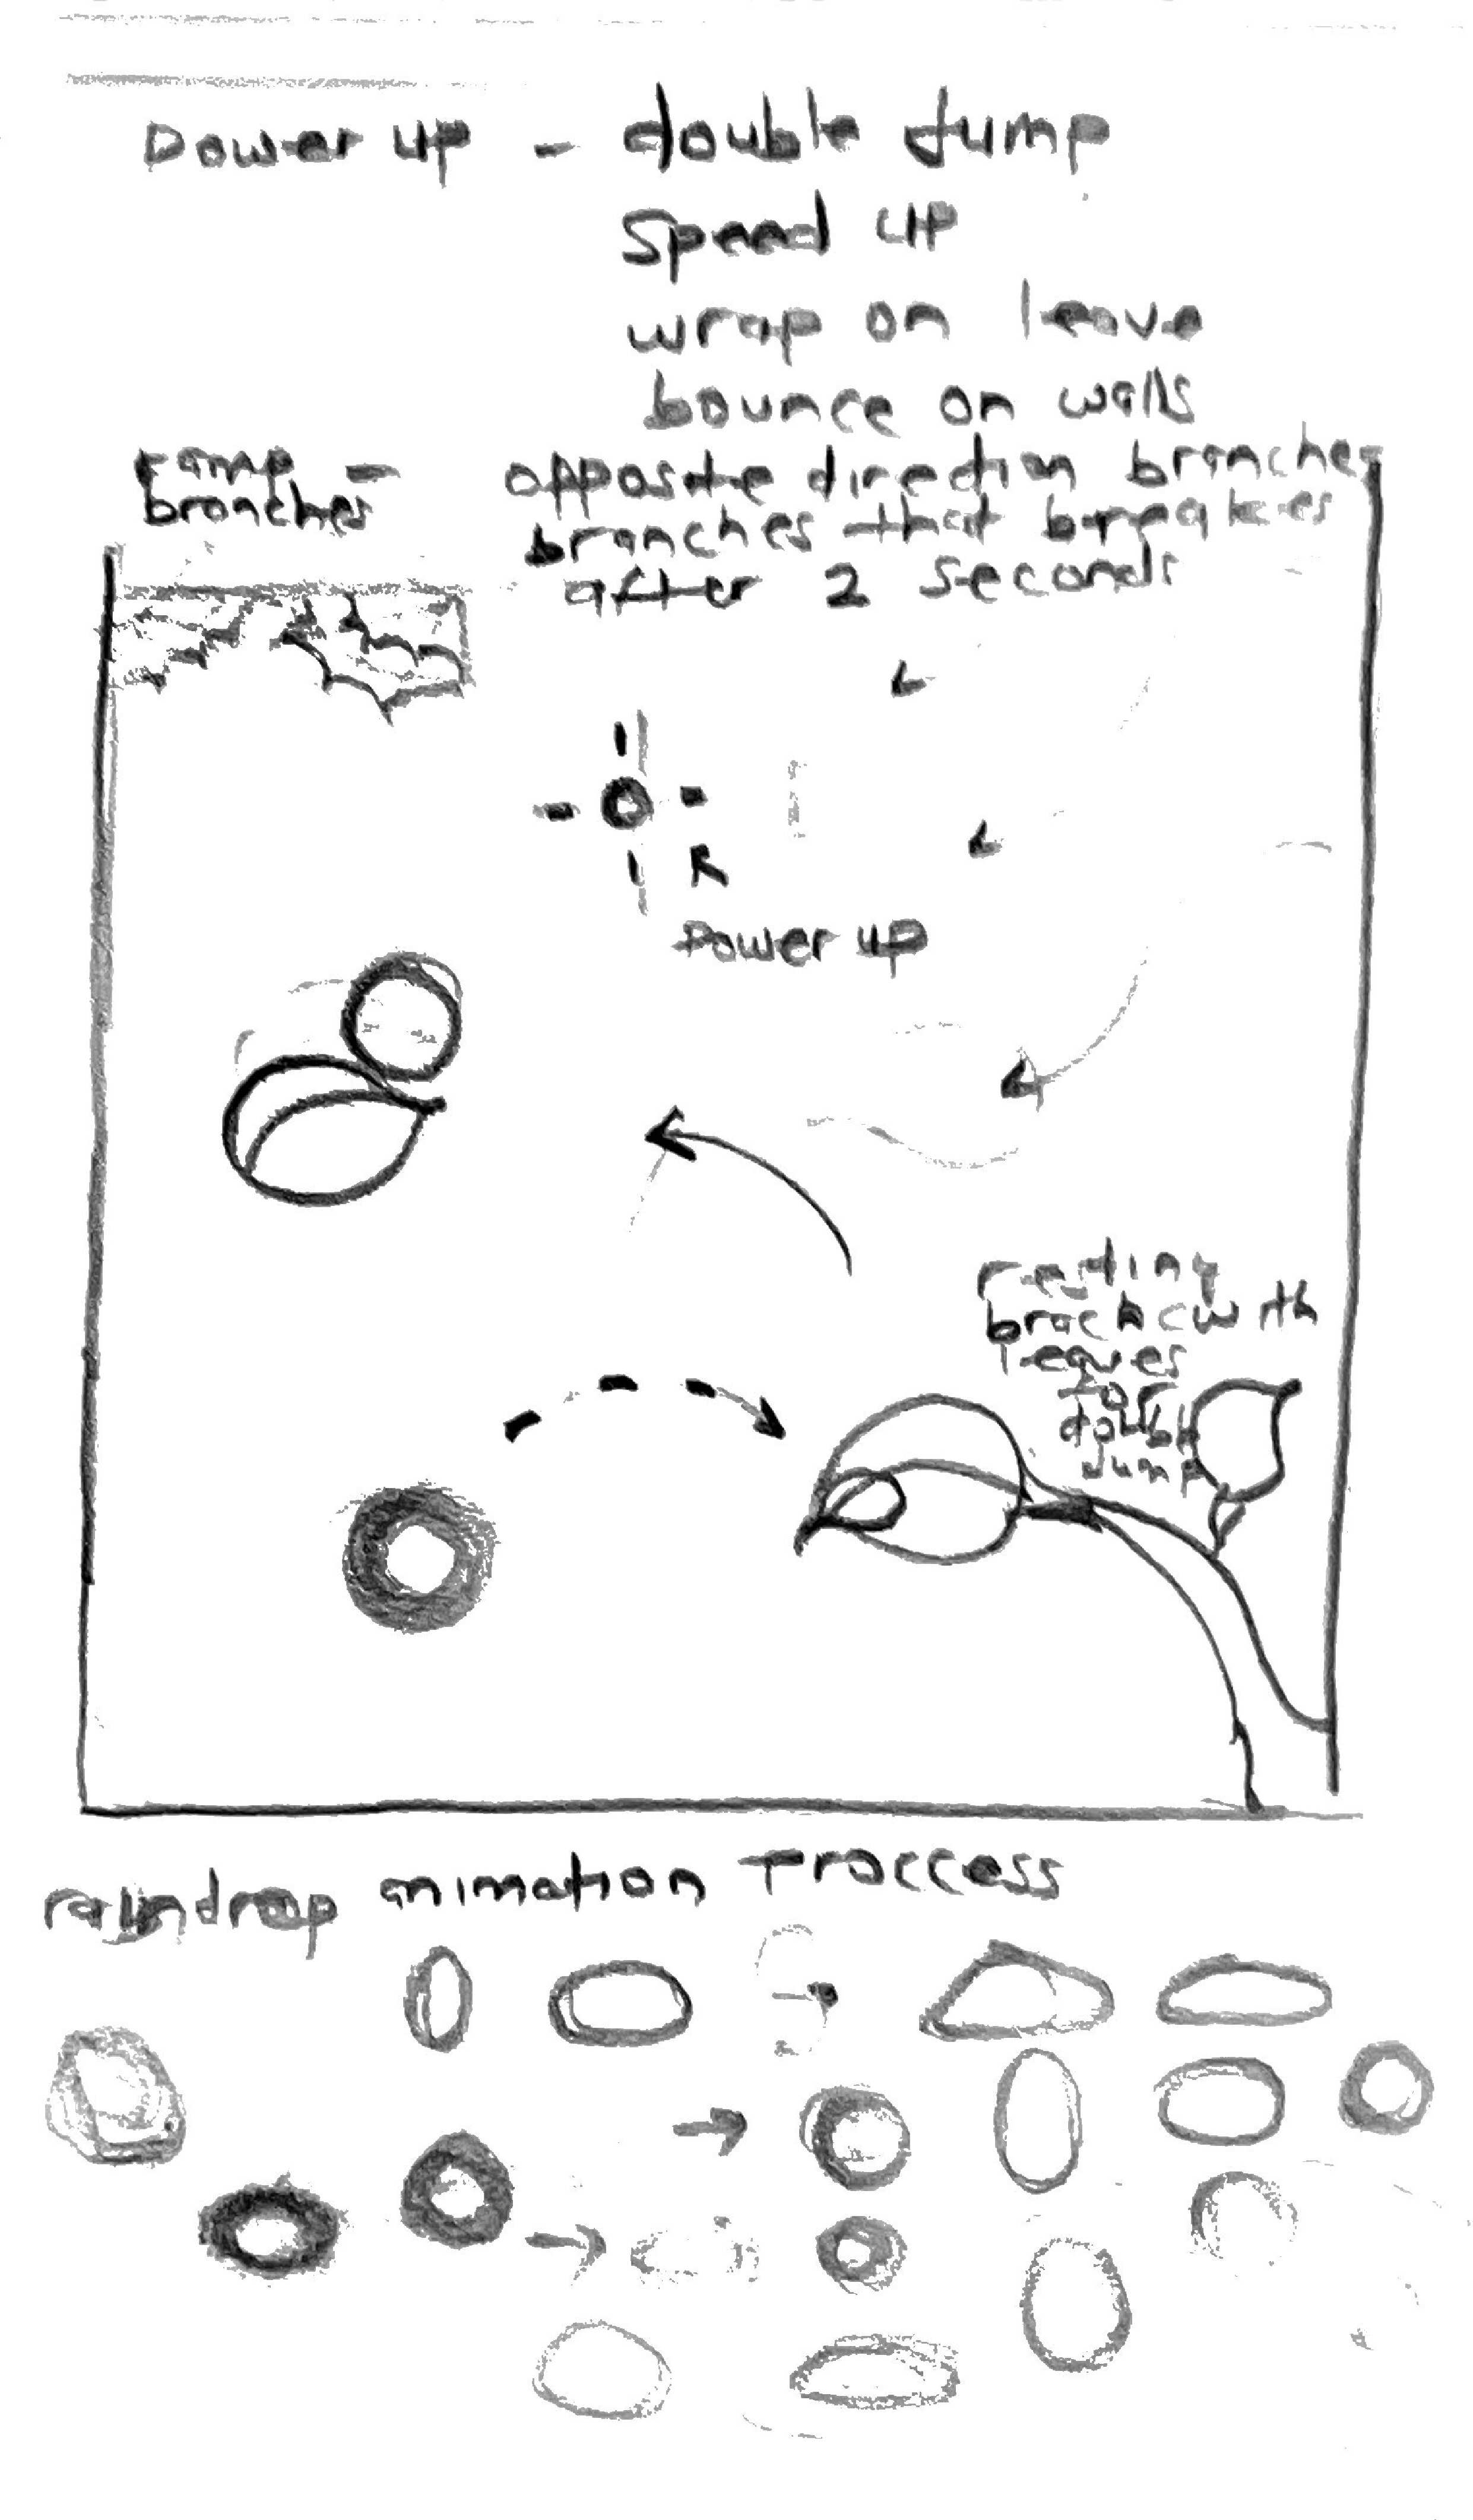 Power up - double Jump
Speed up
wrap on leave
bounce on walls
ramp - opposite direction branches
branches branches that breakes
after 2 seconds
Power up
resting
brach with
leaves
for
double
Jump
raindrop animation Proccess